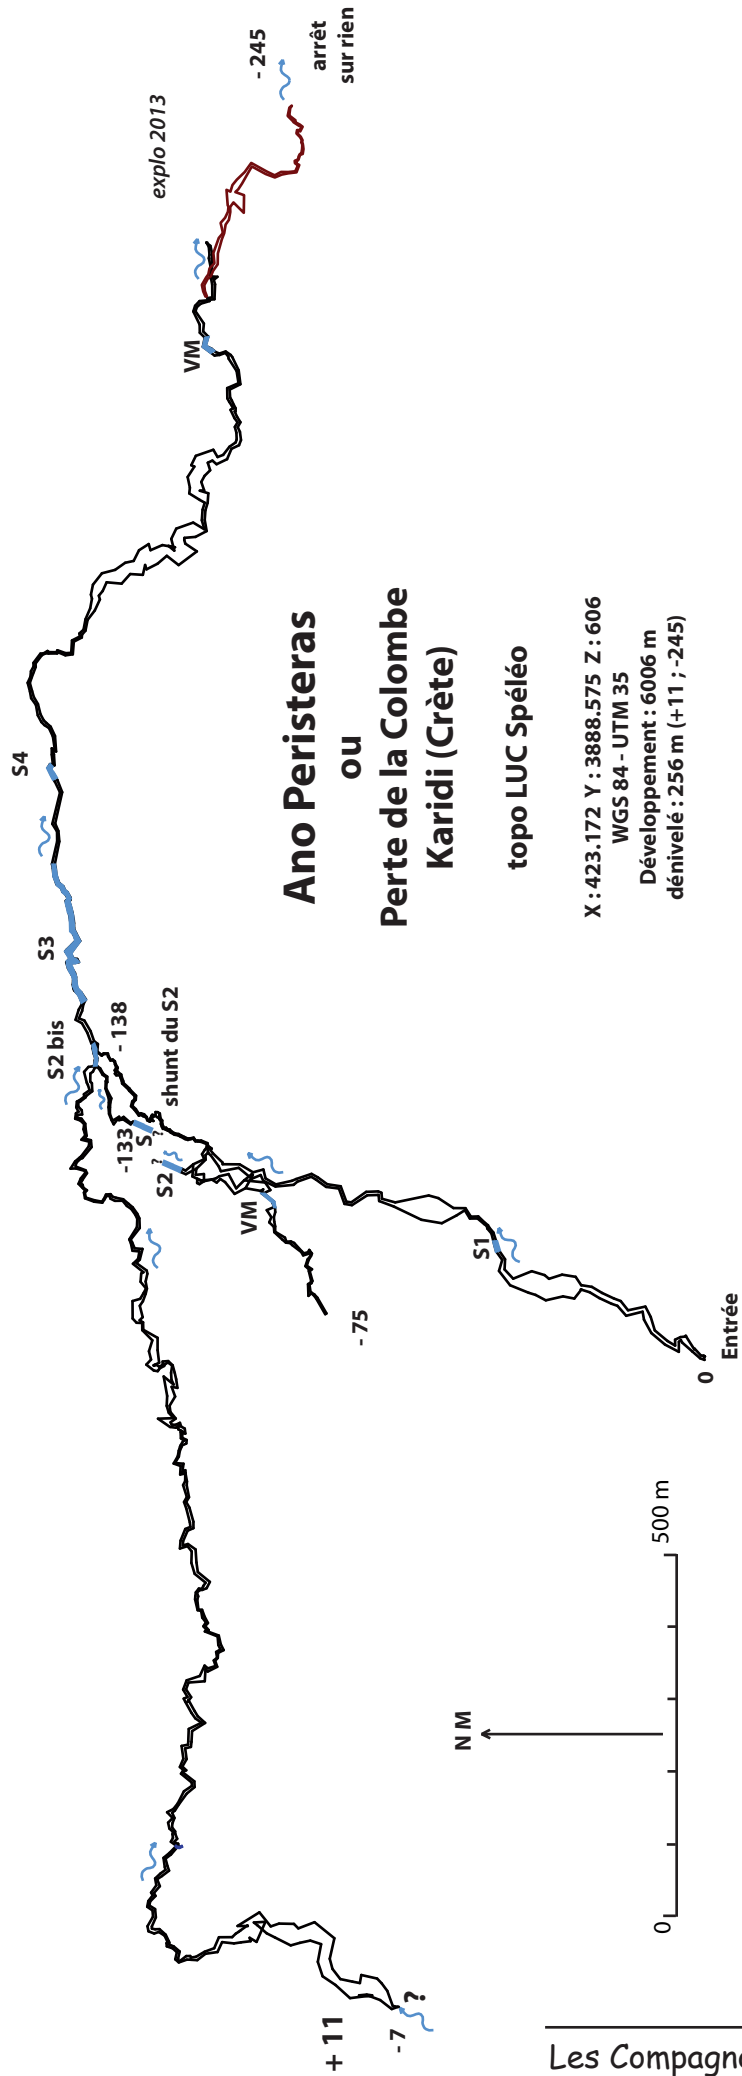 - 245
arrêt
sur rien
explo 2013
VM
S4
S3
S2 bis
- 138
shunt du S2
-133
S
?
S2
?
VM
- 75
S1
0
Entrée
Ano Peristeras
ou
Perte de la Colombe
Karidi (Crète)
topo LUC Spéléo
X : 423.172 Y : 3888.575 Z : 606
WGS 84 - UTM 35
Développement : 6006 m
dénivelé : 256 m (+11 ; -245)
N M
0
500 m
+ 11
- 7
?
Les Compagno